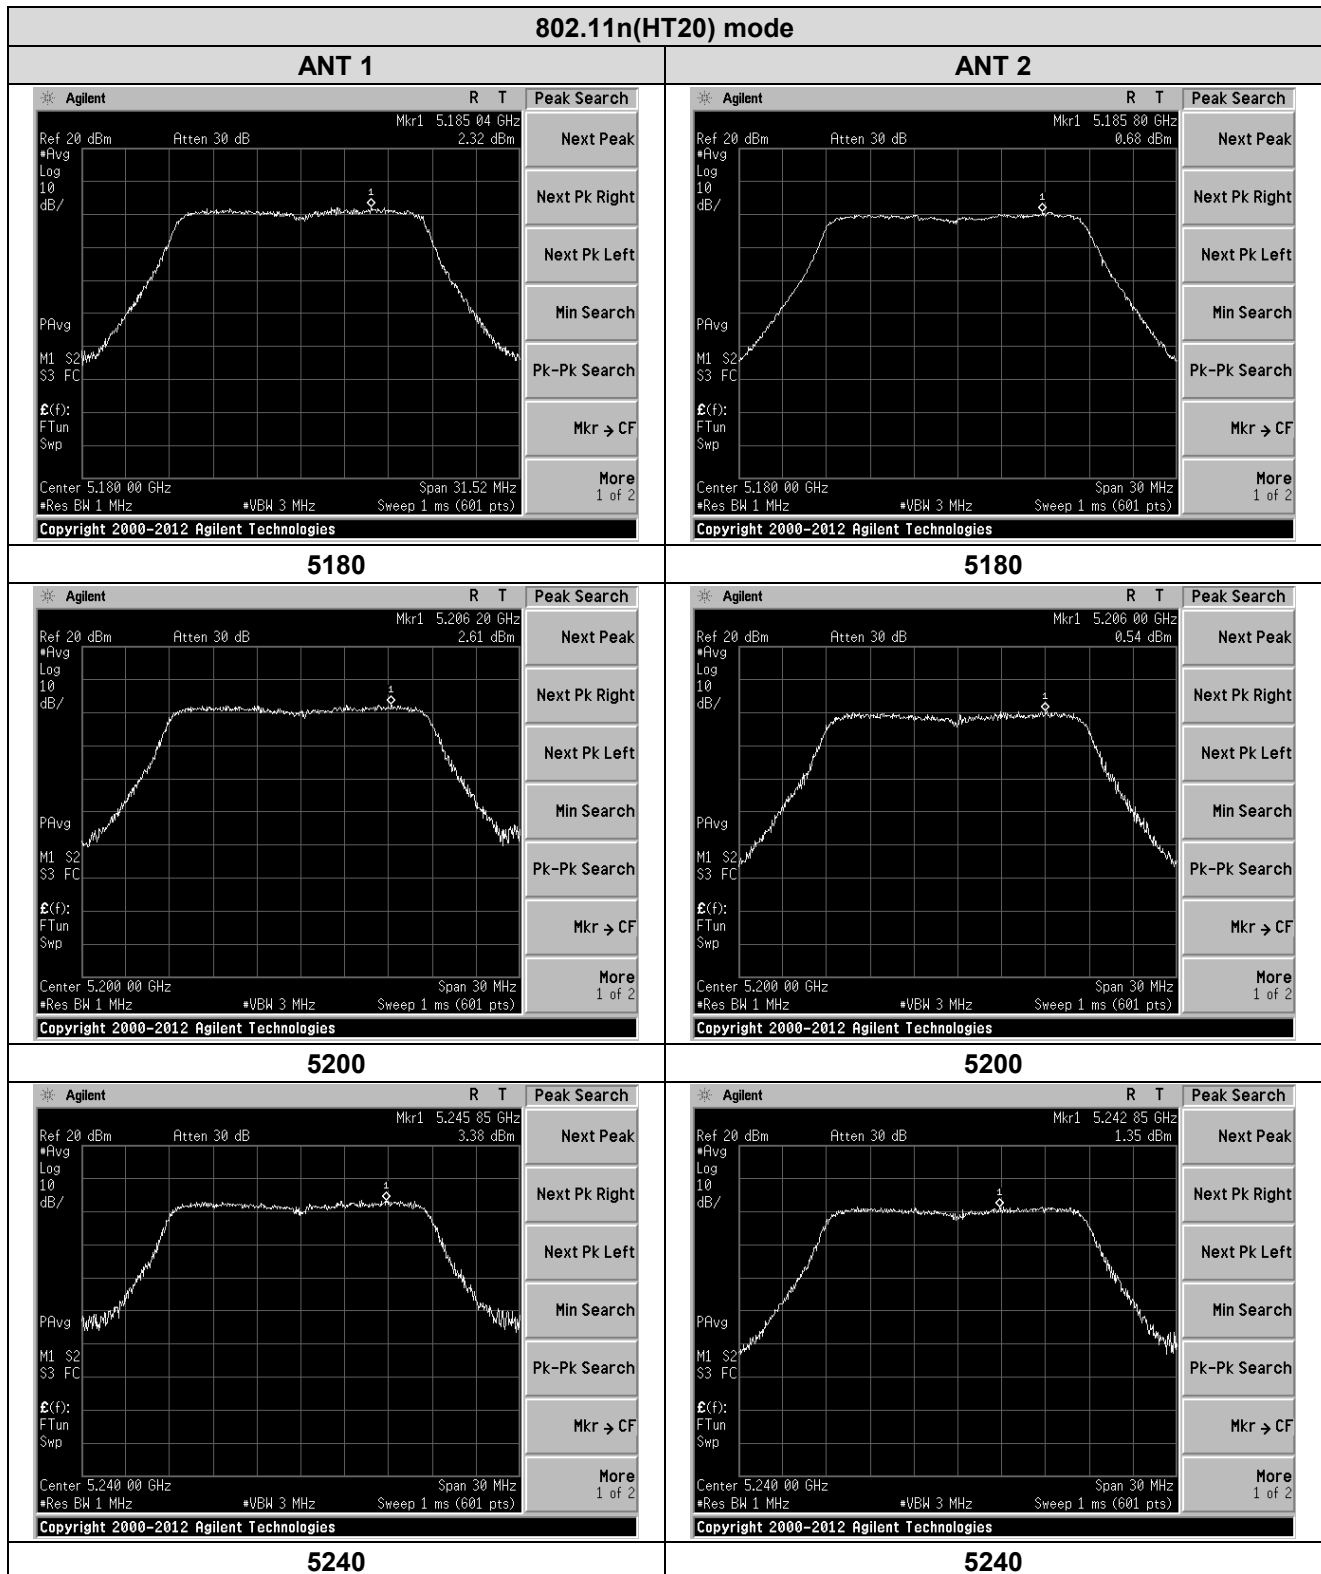 802.11n(HT20) mode
ANT 1
ANT 2
Agilent R T Peak Search
Mkr1 5.185 04 GHz
Ref 20 dBm Atten 30 dB 2.32 dBm
#Avg
Log
10
dB/
1
PAvg
M1 S2
S3 FC
£(f):
FTun
Swp
Center 5.180 00 GHz Span 31.52 MHz
#Res BW 1 MHz #VBW 3 MHz Sweep 1 ms (601 pts)
Copyright 2000-2012 Agilent Technologies
Next Peak
Next Pk Right
Next Pk Left
Min Search
Pk-Pk Search
Mkr → CF
More
1 of 2
Agilent R T Peak Search
Mkr1 5.185 80 GHz
Ref 20 dBm Atten 30 dB 0.68 dBm
#Avg
Log
10
dB/
1
PAvg
M1 S2
S3 FC
£(f):
FTun
Swp
Center 5.180 00 GHz Span 30 MHz
#Res BW 1 MHz #VBW 3 MHz Sweep 1 ms (601 pts)
Copyright 2000-2012 Agilent Technologies
Next Peak
Next Pk Right
Next Pk Left
Min Search
Pk-Pk Search
Mkr → CF
More
1 of 2
5180
5180
Agilent R T Peak Search
Mkr1 5.206 20 GHz
Ref 20 dBm Atten 30 dB 2.61 dBm
#Avg
Log
10
dB/
1
PAvg
M1 S2
S3 FC
£(f):
FTun
Swp
Center 5.200 00 GHz Span 30 MHz
#Res BW 1 MHz #VBW 3 MHz Sweep 1 ms (601 pts)
Copyright 2000-2012 Agilent Technologies
Next Peak
Next Pk Right
Next Pk Left
Min Search
Pk-Pk Search
Mkr → CF
More
1 of 2
Agilent R T Peak Search
Mkr1 5.206 00 GHz
Ref 20 dBm Atten 30 dB 0.54 dBm
#Avg
Log
10
dB/
1
PAvg
M1 S2
S3 FC
£(f):
FTun
Swp
Center 5.200 00 GHz Span 30 MHz
#Res BW 1 MHz #VBW 3 MHz Sweep 1 ms (601 pts)
Copyright 2000-2012 Agilent Technologies
Next Peak
Next Pk Right
Next Pk Left
Min Search
Pk-Pk Search
Mkr → CF
More
1 of 2
5200
5200
Agilent R T Peak Search
Mkr1 5.245 85 GHz
Ref 20 dBm Atten 30 dB 3.38 dBm
#Avg
Log
10
dB/
1
PAvg
M1 S2
S3 FC
£(f):
FTun
Swp
Center 5.240 00 GHz Span 30 MHz
#Res BW 1 MHz #VBW 3 MHz Sweep 1 ms (601 pts)
Copyright 2000-2012 Agilent Technologies
Next Peak
Next Pk Right
Next Pk Left
Min Search
Pk-Pk Search
Mkr → CF
More
1 of 2
Agilent R T Peak Search
Mkr1 5.242 85 GHz
Ref 20 dBm Atten 30 dB 1.35 dBm
#Avg
Log
10
dB/
1
PAvg
M1 S2
S3 FC
£(f):
FTun
Swp
Center 5.240 00 GHz Span 30 MHz
#Res BW 1 MHz #VBW 3 MHz Sweep 1 ms (601 pts)
Copyright 2000-2012 Agilent Technologies
Next Peak
Next Pk Right
Next Pk Left
Min Search
Pk-Pk Search
Mkr → CF
More
1 of 2
5240
5240